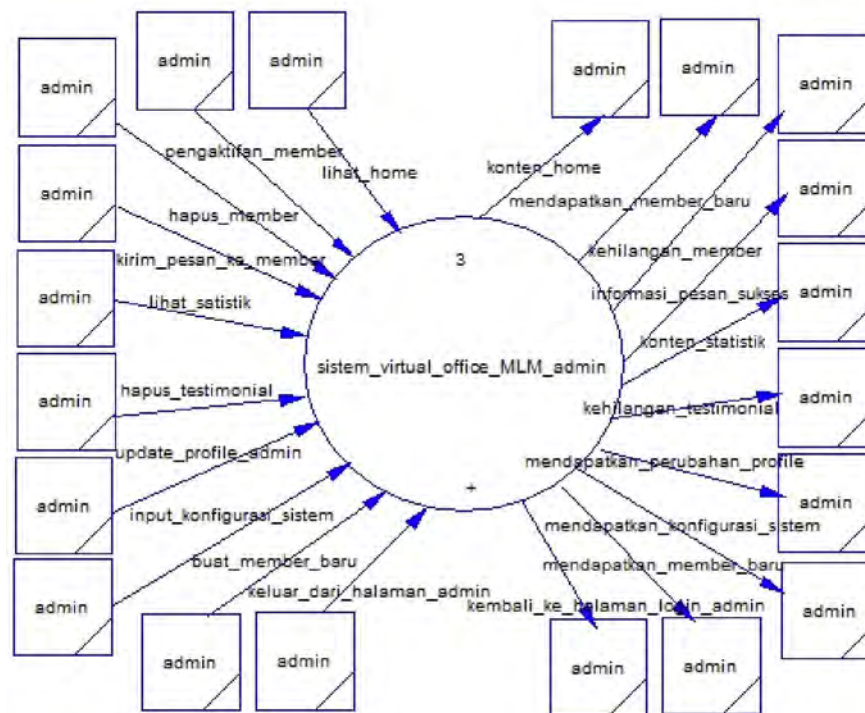 admin
admin
admin
admin
admin
admin
admin
pengaktifan_member
lihat_home
konten_home
mendapatkan_member_baru
admin
admin
hapus_member
kehilangan_member
kirim_pesan_ke_member
3
informasi_pesan_sukses
admin
admin
lihat_satistik
konten_statistik
sistem_virtual_office_MLM_admin
admin
admin
hapus_testimonial
kehilangan_testimonial
update_profile_admin
mendapatkan_perubahan_profile
admin
admin
+
input_konfigurasi_sistem
mendapatkan_konfigurasi_sistem
buat_member_baru
mendapatkan_member_baru
keluar_dari_halaman_admin
kembali_ke_halaman_login_admin
admin
admin
admin
admin
admin
admin